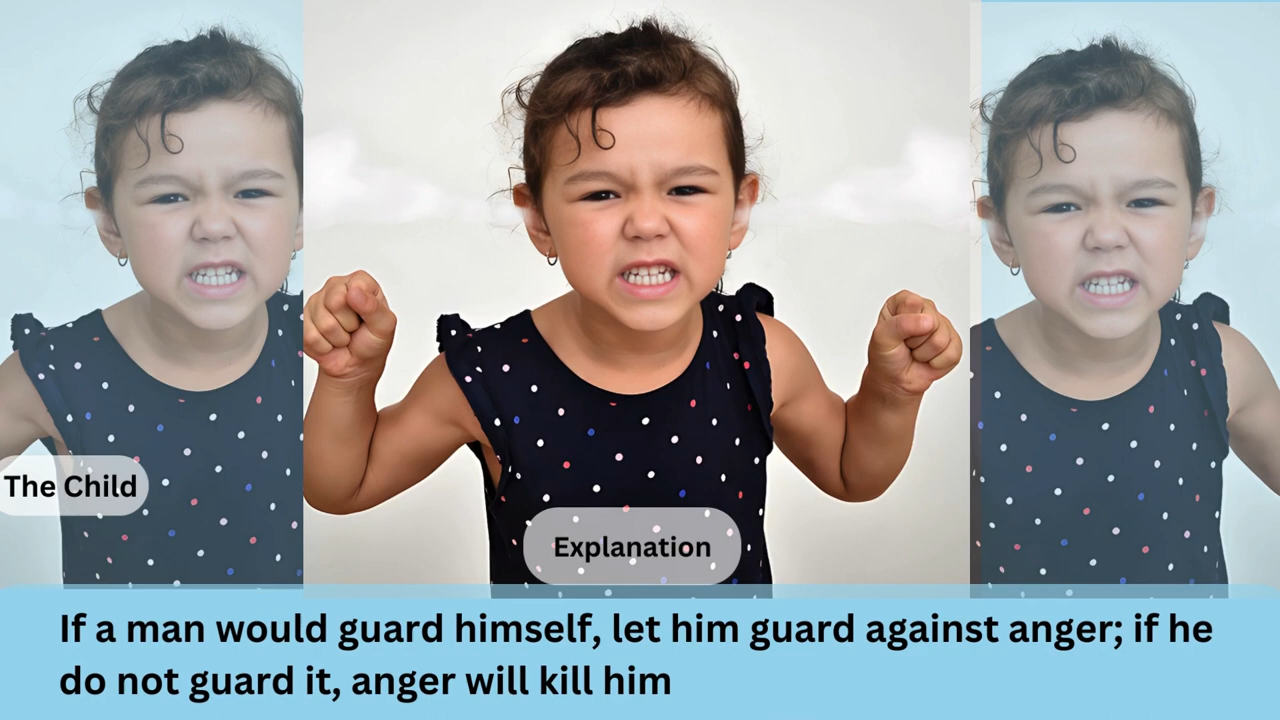 The Child
Explanation
If a man would guard himself, let him guard against anger; if he
do not guard it, anger will kill him